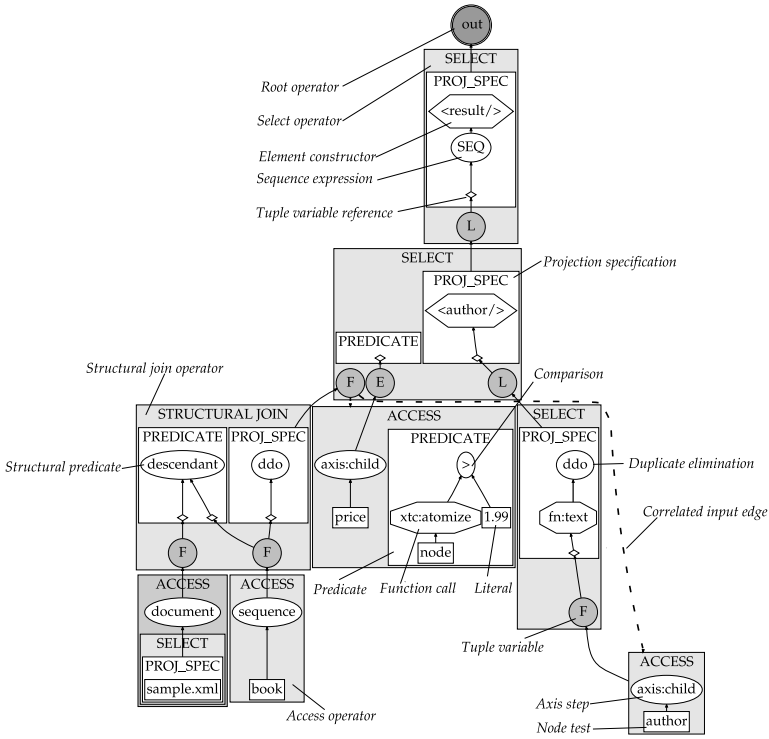 out
SELECT
PROJ_SPEC
Root operator
<result/>
Select operator
SEQ
Element constructor
Sequence expression
Tuple variable reference
L
SELECT
Projection specification
PROJ_SPEC
<author/>
PREDICATE
Structural join operator
F
E
L
Comparison
STRUCTURAL JOIN
ACCESS
SELECT
PREDICATE
PROJ_SPEC
PREDICATE
PROJ_SPEC
Structural predicate
descendant
ddo
axis:child
>
ddo
Duplicate elimination
price
xtc:atomize
1.99
fn:text
Correlated input edge
node
F
F
Predicate
Function call
Literal
ACCESS
ACCESS
document
sequence
F
Tuple variable
SELECT
PROJ_SPEC
ACCESS
sample.xml
book
axis:child
Access operator
Axis step
author
Node test